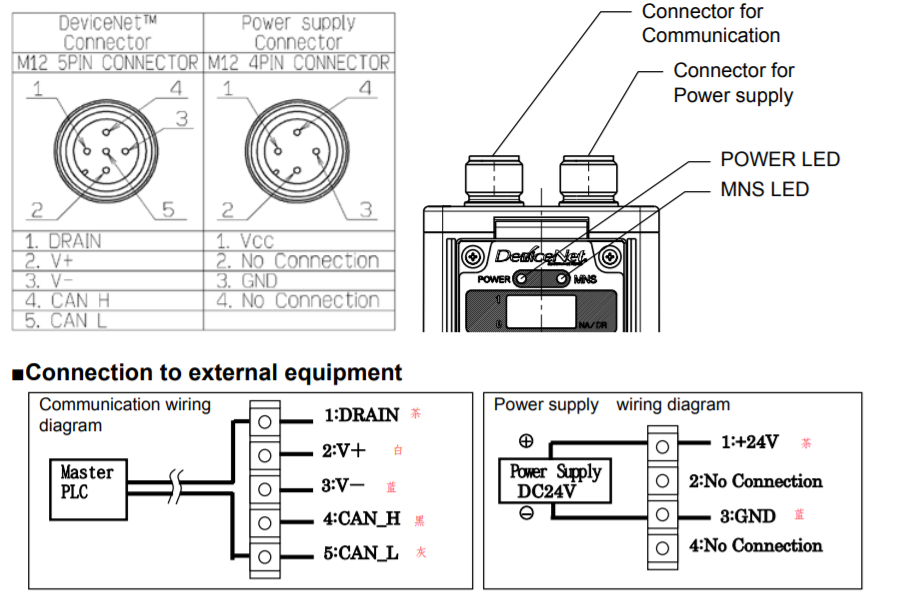 DeviceNet™
Connector
Power supply
Connector
M12 5PIN CONNECTOR
M12 4PIN CONNECTOR
1
4
3
2
5
1
4
2
3
1. DRAIN
1. Vcc
2. V+
2. No Connection
3. V-
3. GND
4. CAN H
4. No Connection
5. CAN L
Connector for
Communication
Connector for
Power supply
POWER LED
MNS LED
DeviceNet
POWER
MNS
1
NA/DR
■Connection to external equipment
Communication wiring
diagram
Master
PLC
1:DRAIN 茶
2:V+ 白
3:V− 蓝
4:CAN_H 黑
5:CAN_L 灰
Power supply wiring diagram
⊕
Power Supply
DC24V
⊖
1:+24V 茶
2:No Connection
3:GND 蓝
4:No Connection